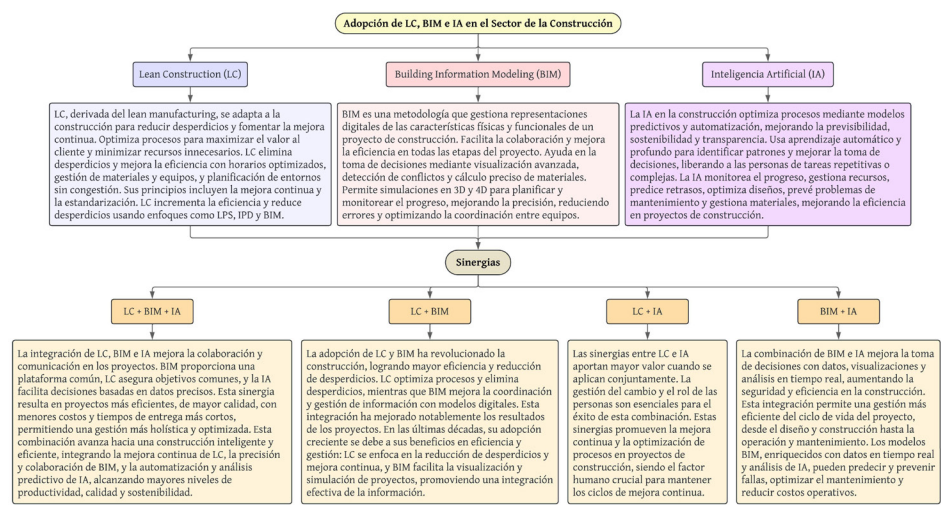 Adopción de LC, BIM e IA en el Sector de la Construcción
Lean Construction (LC)
Building Information Modeling (BIM)
Inteligencia Artificial (IA)
LC, derivada del lean manufacturing, se adapta a la
construcción para reducir desperdicios y fomentar la mejora
continua. Optimiza procesos para maximizar el valor al
cliente y minimizar recursos innecesarios. LC elimina
desperdicios y mejora la eficiencia con horarios optimizados,
gestión de materiales y equipos, y planificación de entornos
sin congestión. Sus principios incluyen la mejora continua y
la estandarización. LC incrementa la eficiencia y reduce
desperdicios usando enfoques como LPS, IPD y BIM.
BIM es una metodología que gestiona representaciones
digitales de las características físicas y funcionales de un
proyecto de construcción. Facilita la colaboración y mejora
la eficiencia en todas las etapas del proyecto. Ayuda en la
toma de decisiones mediante visualización avanzada,
detección de conflictos y cálculo preciso de materiales.
Permite simulaciones en 3D y 4D para planificar y
monitorear el progreso, mejorando la precisión, reduciendo
errores y optimizando la coordinación entre equipos.
La IA en la construcción optimiza procesos mediante modelos
predictivos y automatización, mejorando la previsibilidad,
sostenibilidad y transparencia. Usa aprendizaje automático y
profundo para identificar patrones y mejorar la toma de
decisiones, liberando a las personas de tareas repetitivas o
complejas. La IA monitorea el progreso, gestiona recursos,
predice retrasos, optimiza diseños, prevé problemas de
mantenimiento y gestiona materiales, mejorando la eficiencia
en proyectos de construcción.
Sinergias
LC + BIM + IA
LC + BIM
LC + IA
BIM + IA
La integración de LC, BIM e IA mejora la colaboración y
comunicación en los proyectos. BIM proporciona una
plataforma común, LC asegura objetivos comunes, y la IA
facilita decisiones basadas en datos precisos. Esta sinergia
resulta en proyectos más eficientes, de mayor calidad, con
menores costos y tiempos de entrega más cortos,
permitiendo una gestión más holística y optimizada. Esta
combinación avanza hacia una construcción inteligente y
eficiente, integrando la mejora continua de LC, la precisión
y colaboración de BIM, y la automatización y análisis
predictivo de IA, alcanzando mayores niveles de
productividad, calidad y sostenibilidad.
La adopción de LC y BIM ha revolucionado la
construcción, logrando mayor eficiencia y reducción
de desperdicios. LC optimiza procesos y elimina
desperdicios, mientras que BIM mejora la coordinación
y gestión de información con modelos digitales. Esta
integración ha mejorado notablemente los resultados
de los proyectos. En las últimas décadas, su adopción
creciente se debe a sus beneficios en eficiencia y
gestión: LC se enfoca en la reducción de desperdicios y
mejora continua, y BIM facilita la visualización y
simulación de proyectos, promoviendo una integración
efectiva de la información.
Las sinergias entre LC e IA
aportan mayor valor cuando se
aplican conjuntamente. La
gestión del cambio y el rol de las
personas son esenciales para el
éxito de esta combinación. Estas
sinergias promueven la mejora
continua y la optimización de
procesos en proyectos de
construcción, siendo el factor
humano crucial para mantener
los ciclos de mejora continua.
La combinación de BIM e IA mejora la toma
de decisiones con datos, visualizaciones y
análisis en tiempo real, aumentando la
seguridad y eficiencia en la construcción.
Esta integración permite una gestión más
eficiente del ciclo de vida del proyecto,
desde el diseño y construcción hasta la
operación y mantenimiento. Los modelos
BIM, enriquecidos con datos en tiempo real
y análisis de IA, pueden predecir y prevenir
fallas, optimizar el mantenimiento y
reducir costos operativos.